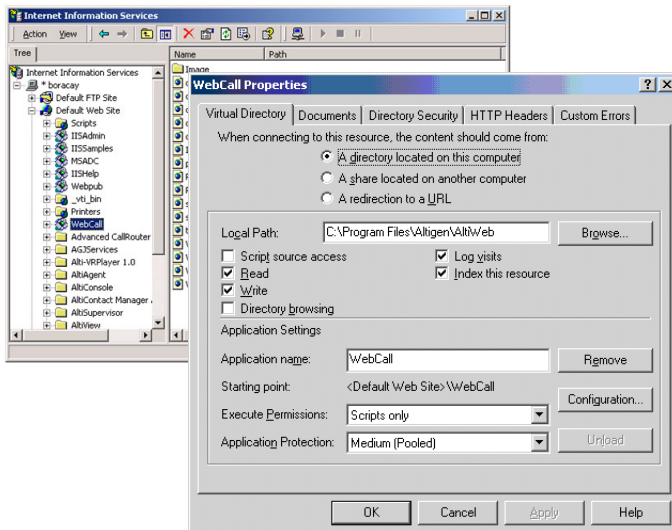 Internet Information Services
Action View
Tree
Name Path
Internet Information Services
* boracay
Default FTP Site
Default Web Site
Scripts
IISAdmin
IISSamples
MSADC
IISHelp
Webpub
_vti_bin
Printers
WebCall
Advanced CallRouter
AGJServices
Alti-VRPlayer 1.0
AltiAgent
AltiConsole
AltiContact Manager
AltiSupervisor
AltiView
Image
WebCall Properties
Virtual Directory Documents Directory Security HTTP Headers Custom Errors
When connecting to this resource, the content should come from:
A directory located on this computer
A share located on another computer
A redirection to a URL
Local Path: C:\Program Files\Altigen\AltiWeb Browse...
Script source access Log visits
Read Index this resource
Write
Directory browsing
Application Settings
Application name: WebCall Remove
Starting point: <Default Web Site>\WebCall
Configuration...
Execute Permissions: Scripts only
Application Protection: Medium (Pooled) Unload
OK Cancel Apply Help